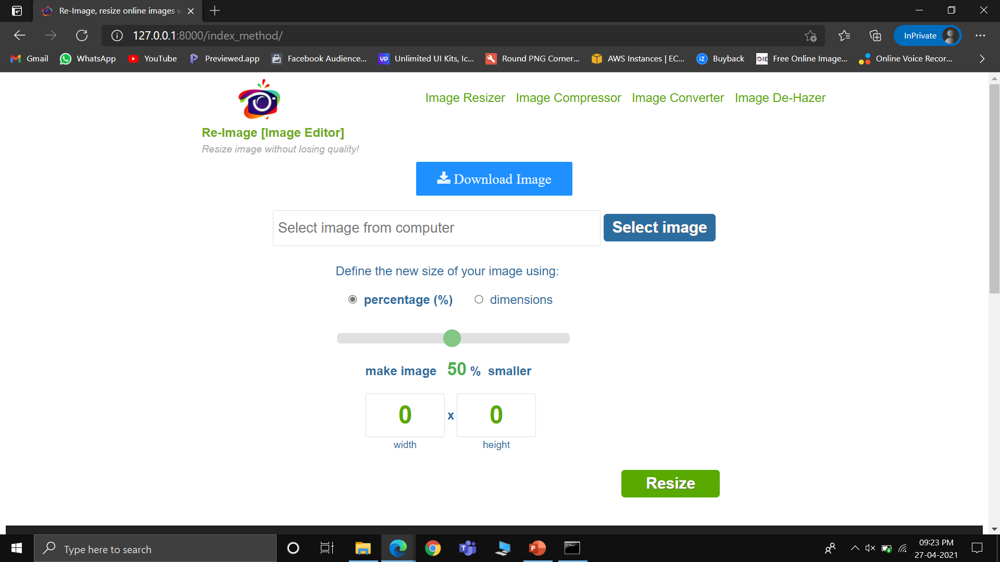 Re-Image, resize online images w
127.0.0.1:8000/index_method/
InPrivate
Gmail
WhatsApp
YouTube
Previewed.app
Facebook Audience...
up
Unlimited UI Kits, Ic...
Round PNG Corner...
AWS Instances | EC...
iZ
Buyback
OIE
Free Online Image...
Online Voice Recor...
Image Resizer
Image Compressor
Image Converter
Image De-Hazer
Re-Image [Image Editor]
Resize image without losing quality!
Download Image
Select image from computer
Select image
Define the new size of your image using:
percentage (%)
dimensions
make image 50 % smaller
0 x 0
width
height
Resize
Type here to search
09:23 PM
27-04-2021